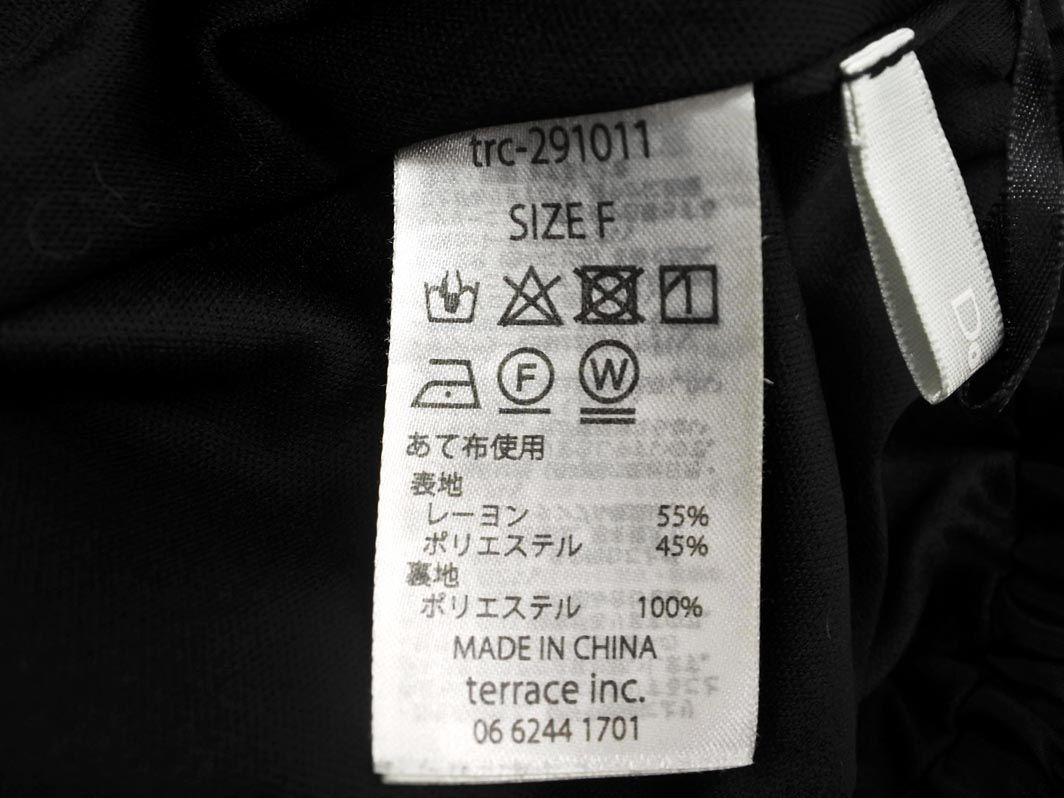 trc-291011
SIZE F
F W
あて布使用
表地
レーヨン 55%
ポリエステル 45%
裏地
ポリエステル 100%
MADE IN CHINA
terrace inc.
06 6244 1701